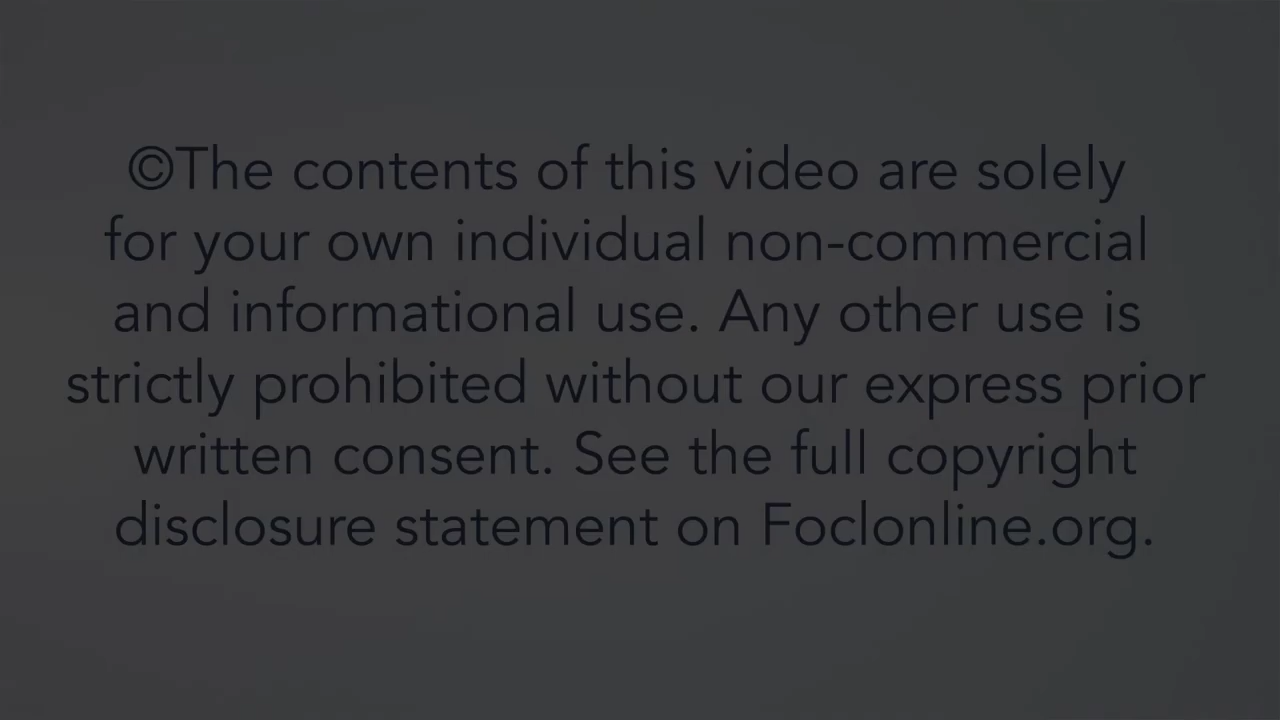 ©The contents of this video are solely
for your own individual non-commercial
and informational use. Any other use is
strictly prohibited without our express prior
written consent. See the full copyright
disclosure statement on Foclonline.org.